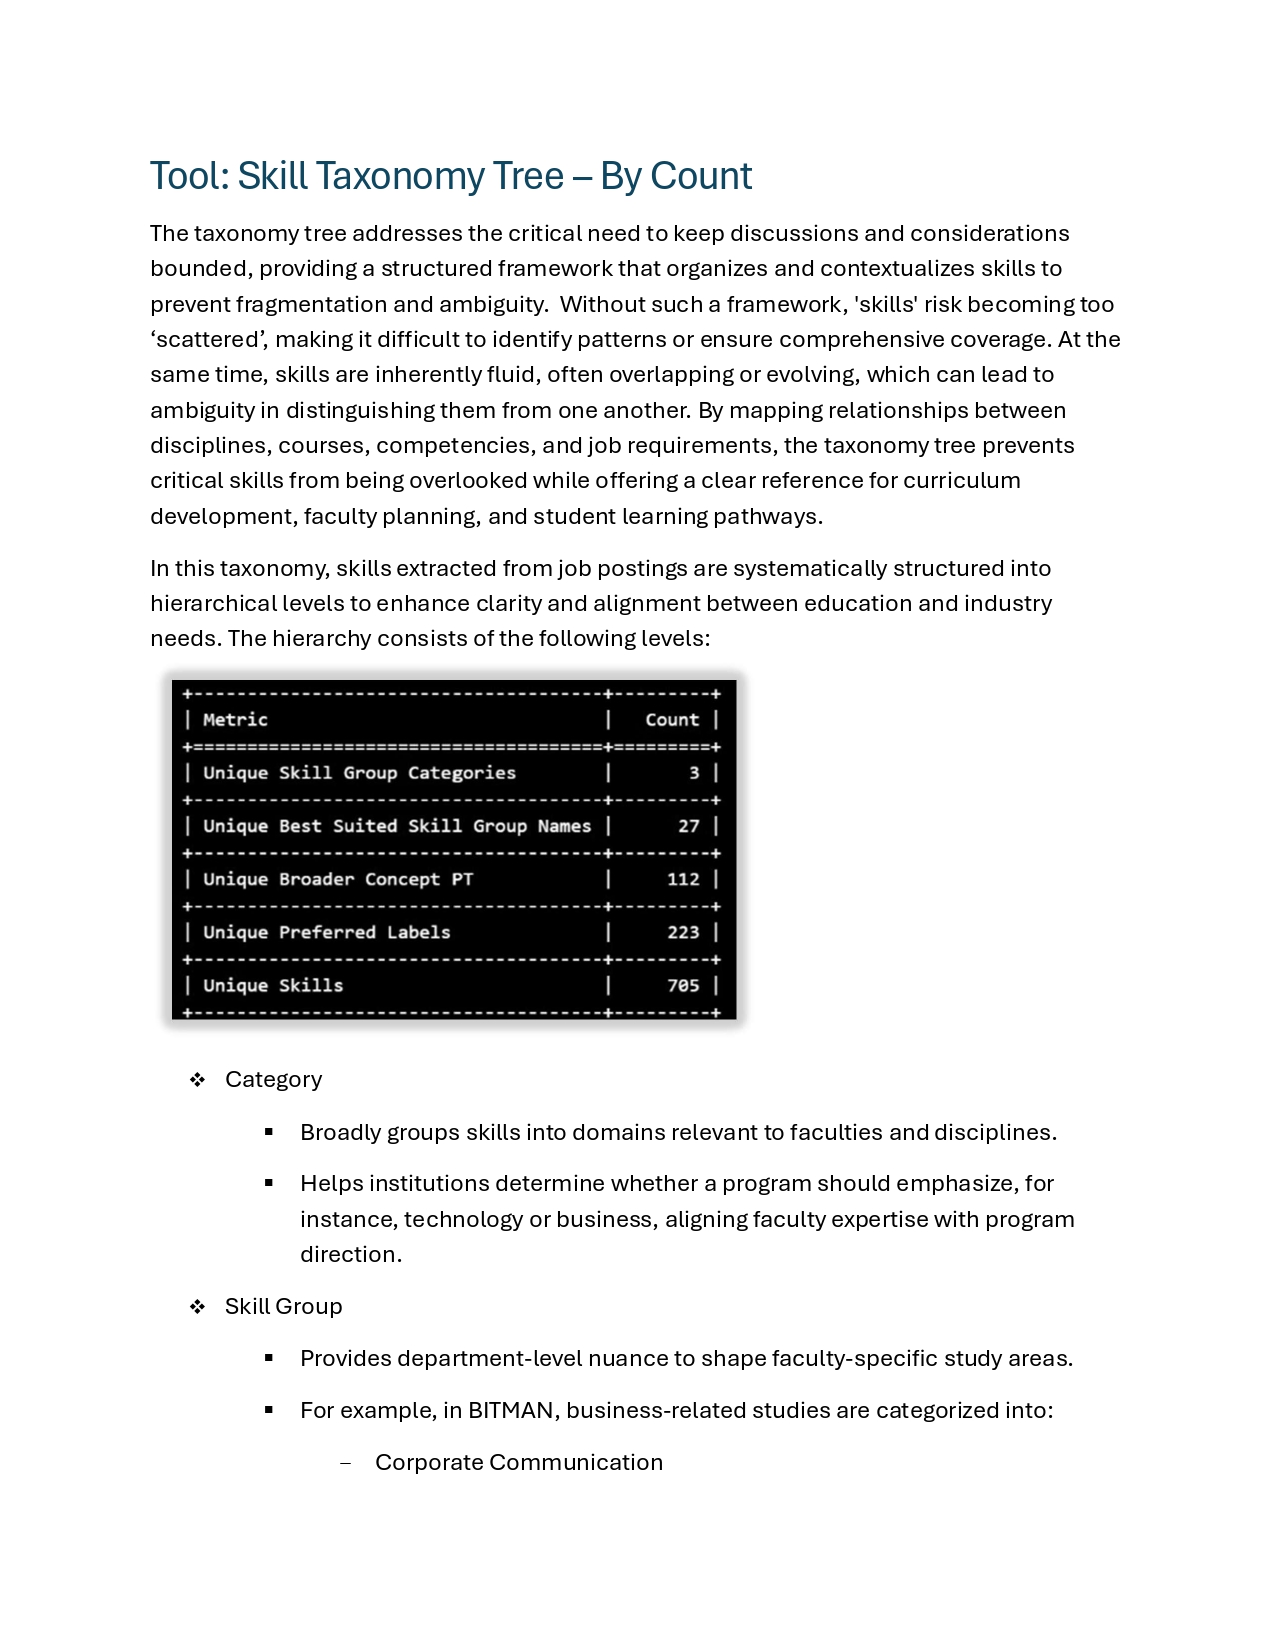 Tool: Skill Taxonomy Tree – By Count
The taxonomy tree addresses the critical need to keep discussions and considerations
bounded, providing a structured framework that organizes and contextualizes skills to
prevent fragmentation and ambiguity.  Without such a framework, 'skills' risk becoming too
‘scattered’, making it difficult to identify patterns or ensure comprehensive coverage. At the
same time, skills are inherently fluid, often overlapping or evolving, which can lead to
ambiguity in distinguishing them from one another. By mapping relationships between
disciplines, courses, competencies, and job requirements, the taxonomy tree prevents
critical skills from being overlooked while offering a clear reference for curriculum
development, faculty planning, and student learning pathways.
In this taxonomy, skills extracted from job postings are systematically structured into
hierarchical levels to enhance clarity and alignment between education and industry
needs. The hierarchy consists of the following levels:
+--------------------------------------+---------+
| Metric                               |   Count |
+======================================+=========+
| Unique Skill Group Categories        |       3 |
+--------------------------------------+---------+
| Unique Best Suited Skill Group Names |      27 |
+--------------------------------------+---------+
| Unique Broader Concept PT            |     112 |
+--------------------------------------+---------+
| Unique Preferred Labels              |     223 |
+--------------------------------------+---------+
| Unique Skills                        |     705 |
+--------------------------------------+---------+
❖ Category
▪ Broadly groups skills into domains relevant to faculties and disciplines.
▪ Helps institutions determine whether a program should emphasize, for
instance, technology or business, aligning faculty expertise with program
direction.
❖ Skill Group
▪ Provides department-level nuance to shape faculty-specific study areas.
▪ For example, in BITMAN, business-related studies are categorized into:
– Corporate Communication